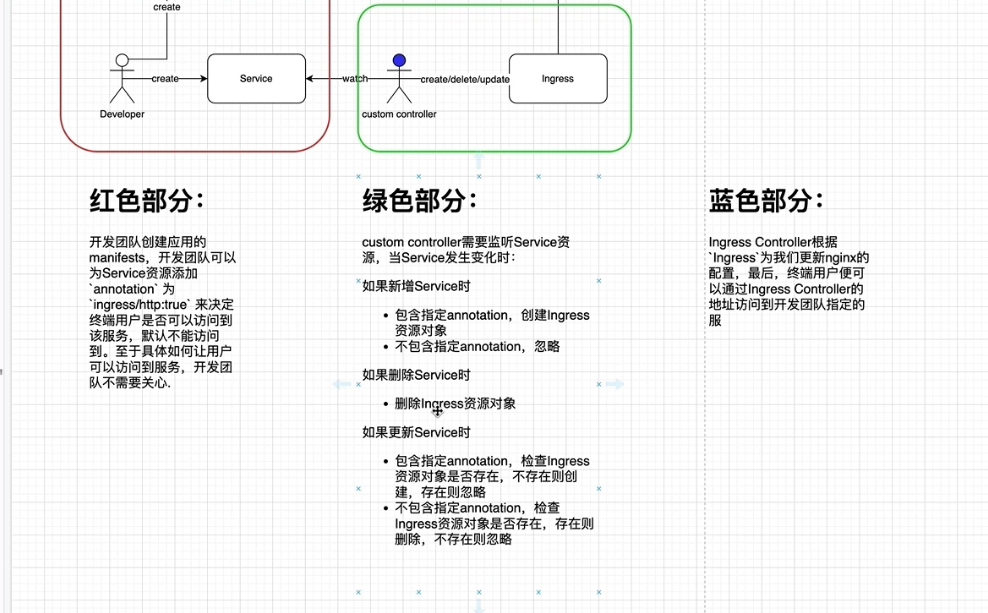 create
create
Service
watch
create/delete/update
Ingress
Developer
custom controller
红色部分：
开发团队创建应用的
manifests，开发团队可以
为Service资源添加
`annotation` 为
`ingress/http:true` 来决定
终端用户是否可以访问到
该服务，默认不能访问
到。至于具体如何让用户
可以访问到服务，开发团
队不需要关心.
绿色部分：
custom controller需要监听Service资
源，当Service发生变化时：
如果新增Service时
• 包含指定annotation，创建Ingress
资源对象
• 不包含指定annotation，忽略
如果删除Service时
• 删除Ingress资源对象
如果更新Service时
• 包含指定annotation，检查Ingress
资源对象是否存在，不存在则创
建，存在则忽略
• 不包含指定annotation，检查
Ingress资源对象是否存在，存在则
删除，不存在则忽略
蓝色部分：
Ingress Controller根据
`Ingress`为我们更新nginx的
配置，最后，终端用户便可
以通过Ingress Controller的
地址访问到开发团队指定的
服